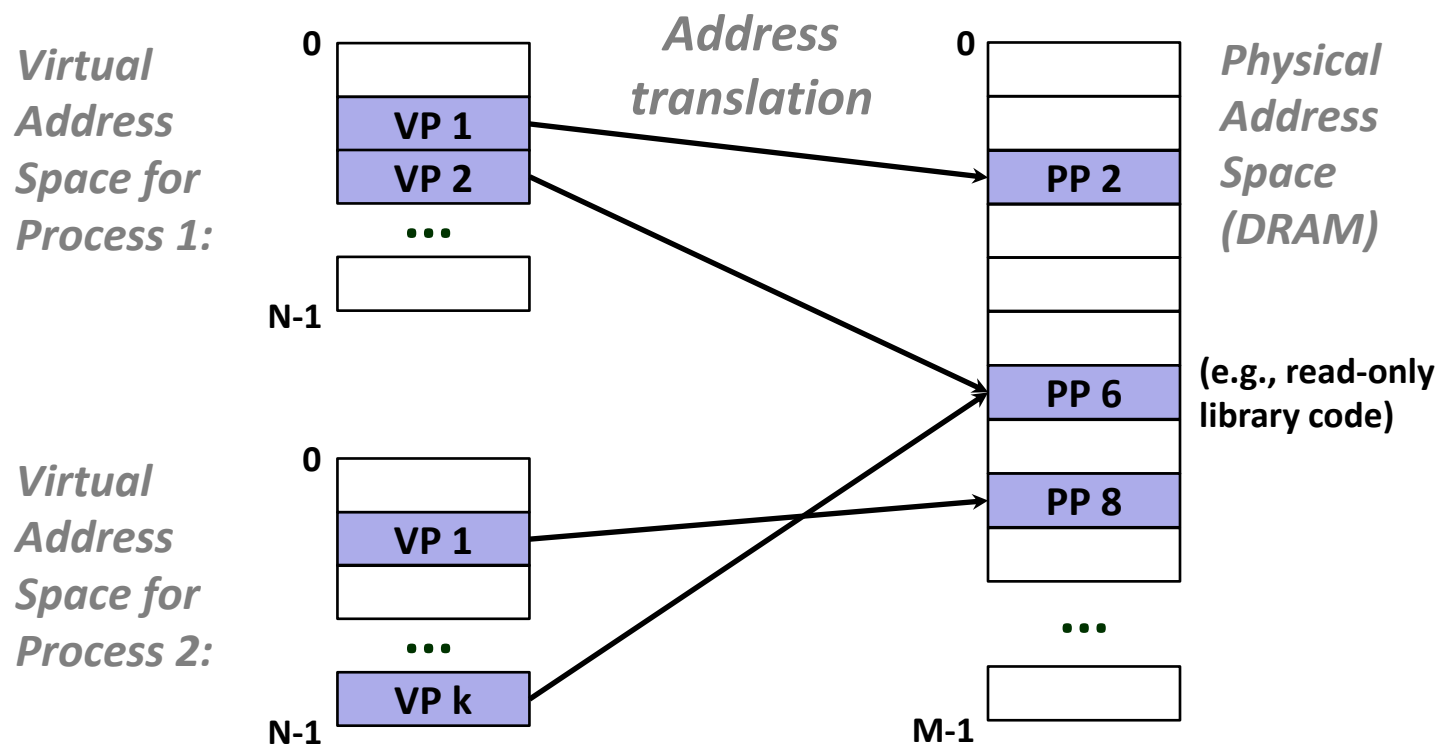 Virtual
Address
Space for
Process 1:
0
VP 1
VP 2
...
N-1
Address
translation
0
PP 2
PP 6
PP 8
...
M-1
Physical
Address
Space
(DRAM)
(e.g., read-only
library code)
Virtual
Address
Space for
Process 2:
0
VP 1
...
VP k
N-1